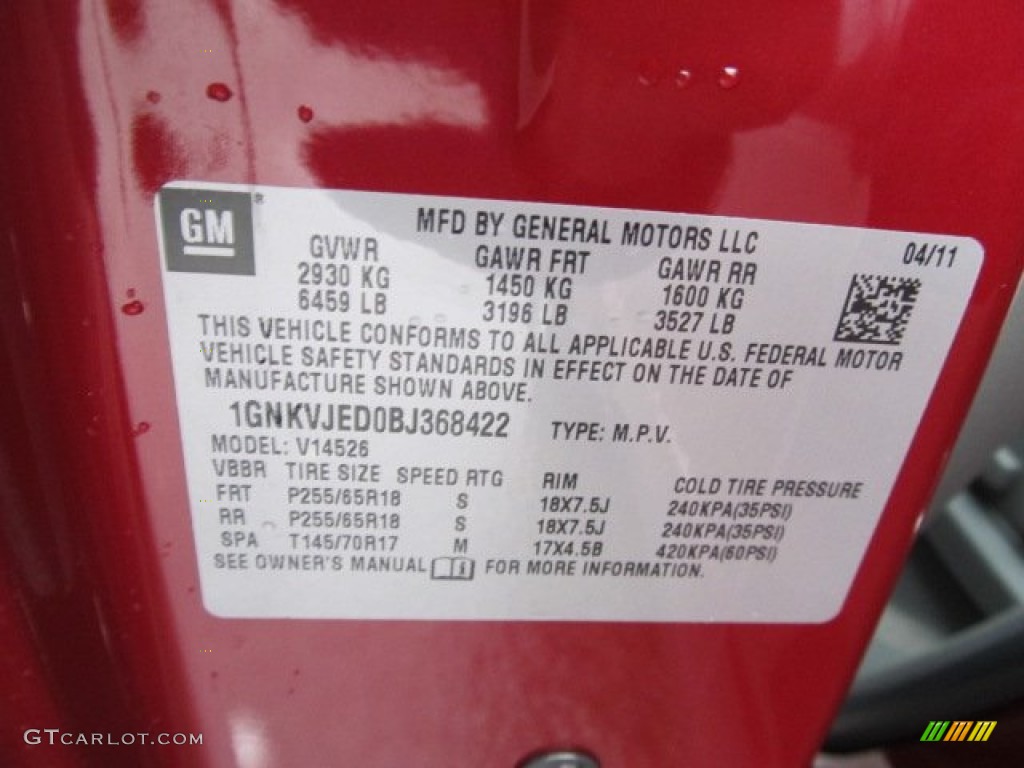 GM®
MFD BY GENERAL MOTORS LLC 04/11
GVWR GAWR FRT GAWR RR
2930 KG 1450 KG 1600 KG
6459 LB 3196 LB 3527 LB
THIS VEHICLE CONFORMS TO ALL APPLICABLE U.S. FEDERAL MOTOR
VEHICLE SAFETY STANDARDS IN EFFECT ON THE DATE OF
MANUFACTURE SHOWN ABOVE.
1GNKVJED0BJ368422 TYPE: M.P.V.
MODEL: V14526
VBBR TIRE SIZE SPEED RTG RIM COLD TIRE PRESSURE
FRT P255/65R18 S 18X7.5J 240KPA(35PSI)
RR P255/65R18 S 18X7.5J 240KPA(35PSI)
SPA T145/70R17 M 17X4.5B 420KPA(60PSI)
SEE OWNER'S MANUAL FOR MORE INFORMATION.
GTCARLOT.COM